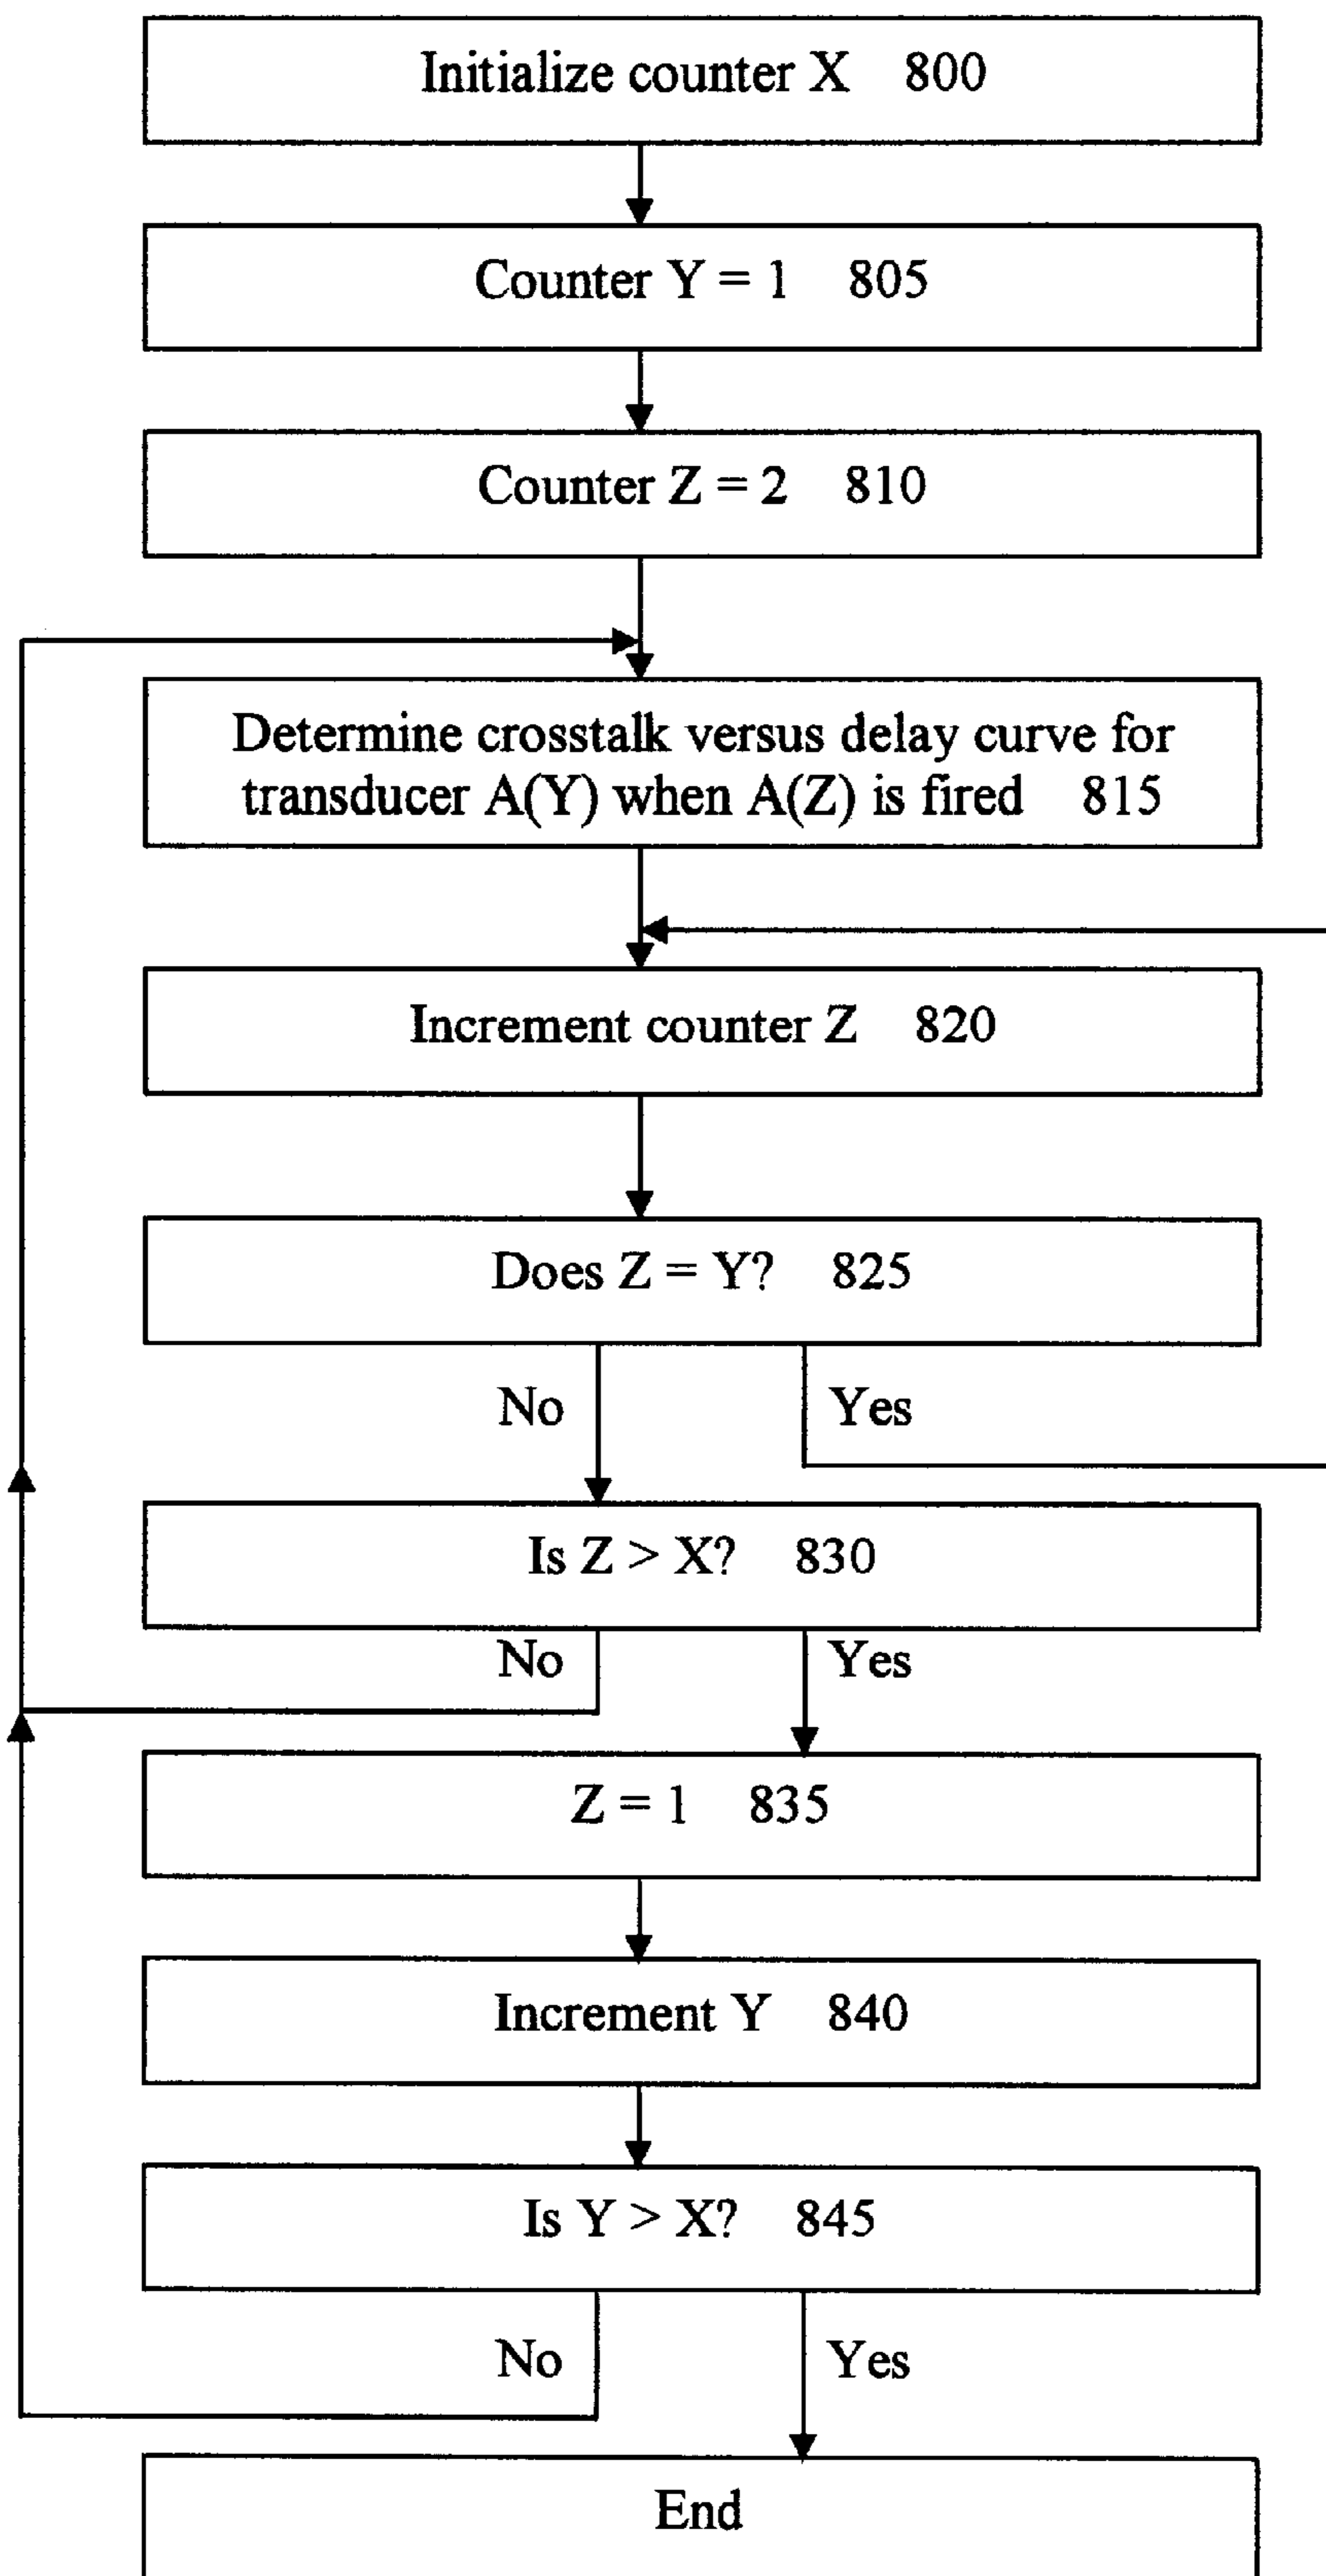 Initialize counter X 800
Counter Y = 1 805
Counter Z = 2 810
Determine crosstalk versus delay curve for
transducer A(Y) when A(Z) is fired 815
Increment counter Z 820
Does Z = Y? 825
No Yes
Is Z > X? 830
No Yes
Z = 1 835
Increment Y 840
Is Y > X? 845
No Yes
End